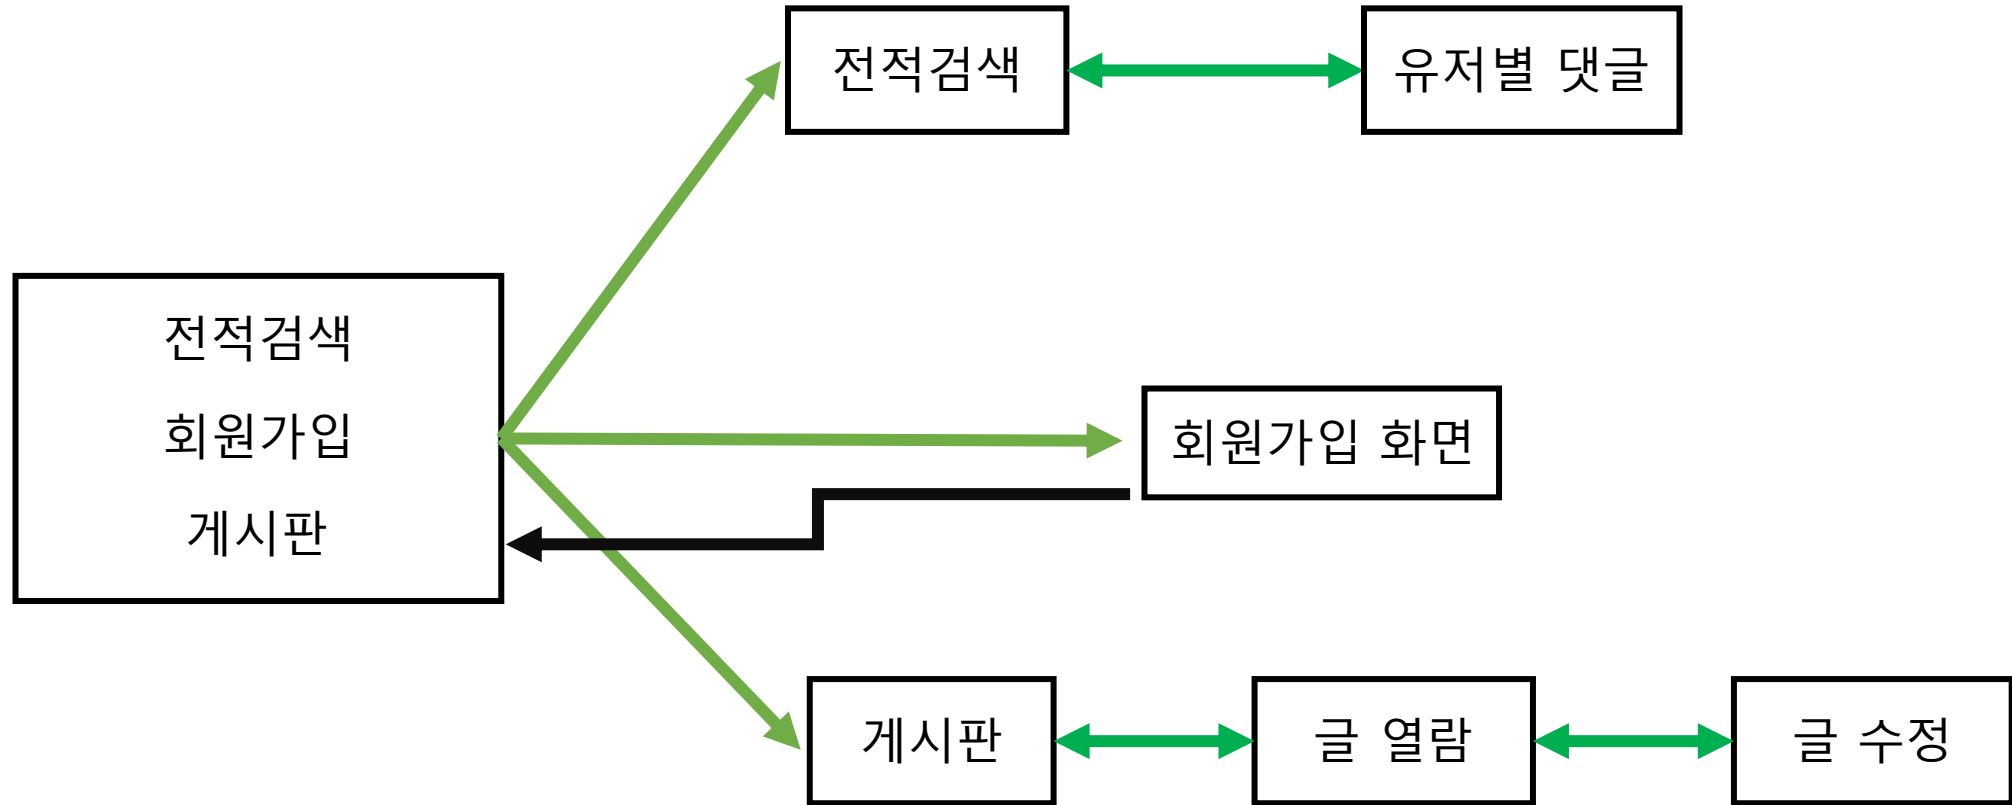 전적검색
유저별 댓글
전적검색
회원가입
게시판
회원가입 화면
게시판
글 열람
글 수정